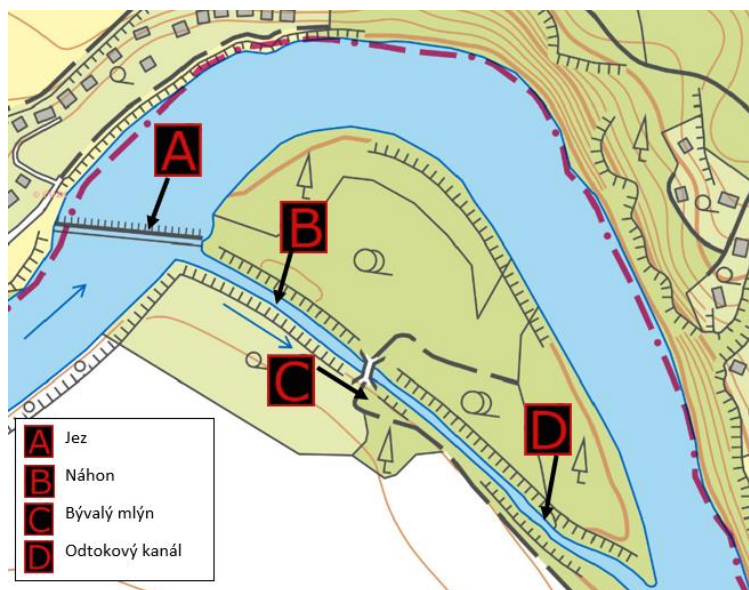 A
B
C
D
A Jez
B Náhon
C Bývalý mlýn
D Odtokový kanál